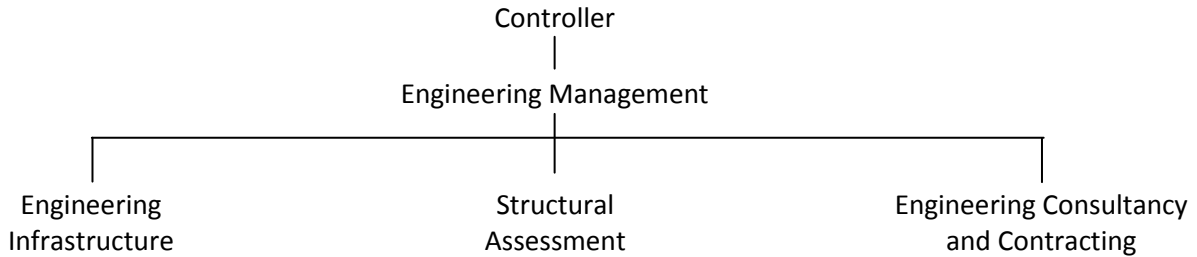 Controller
Engineering Management
Engineering
Infrastructure
Structural
Assessment
Engineering Consultancy
and Contracting